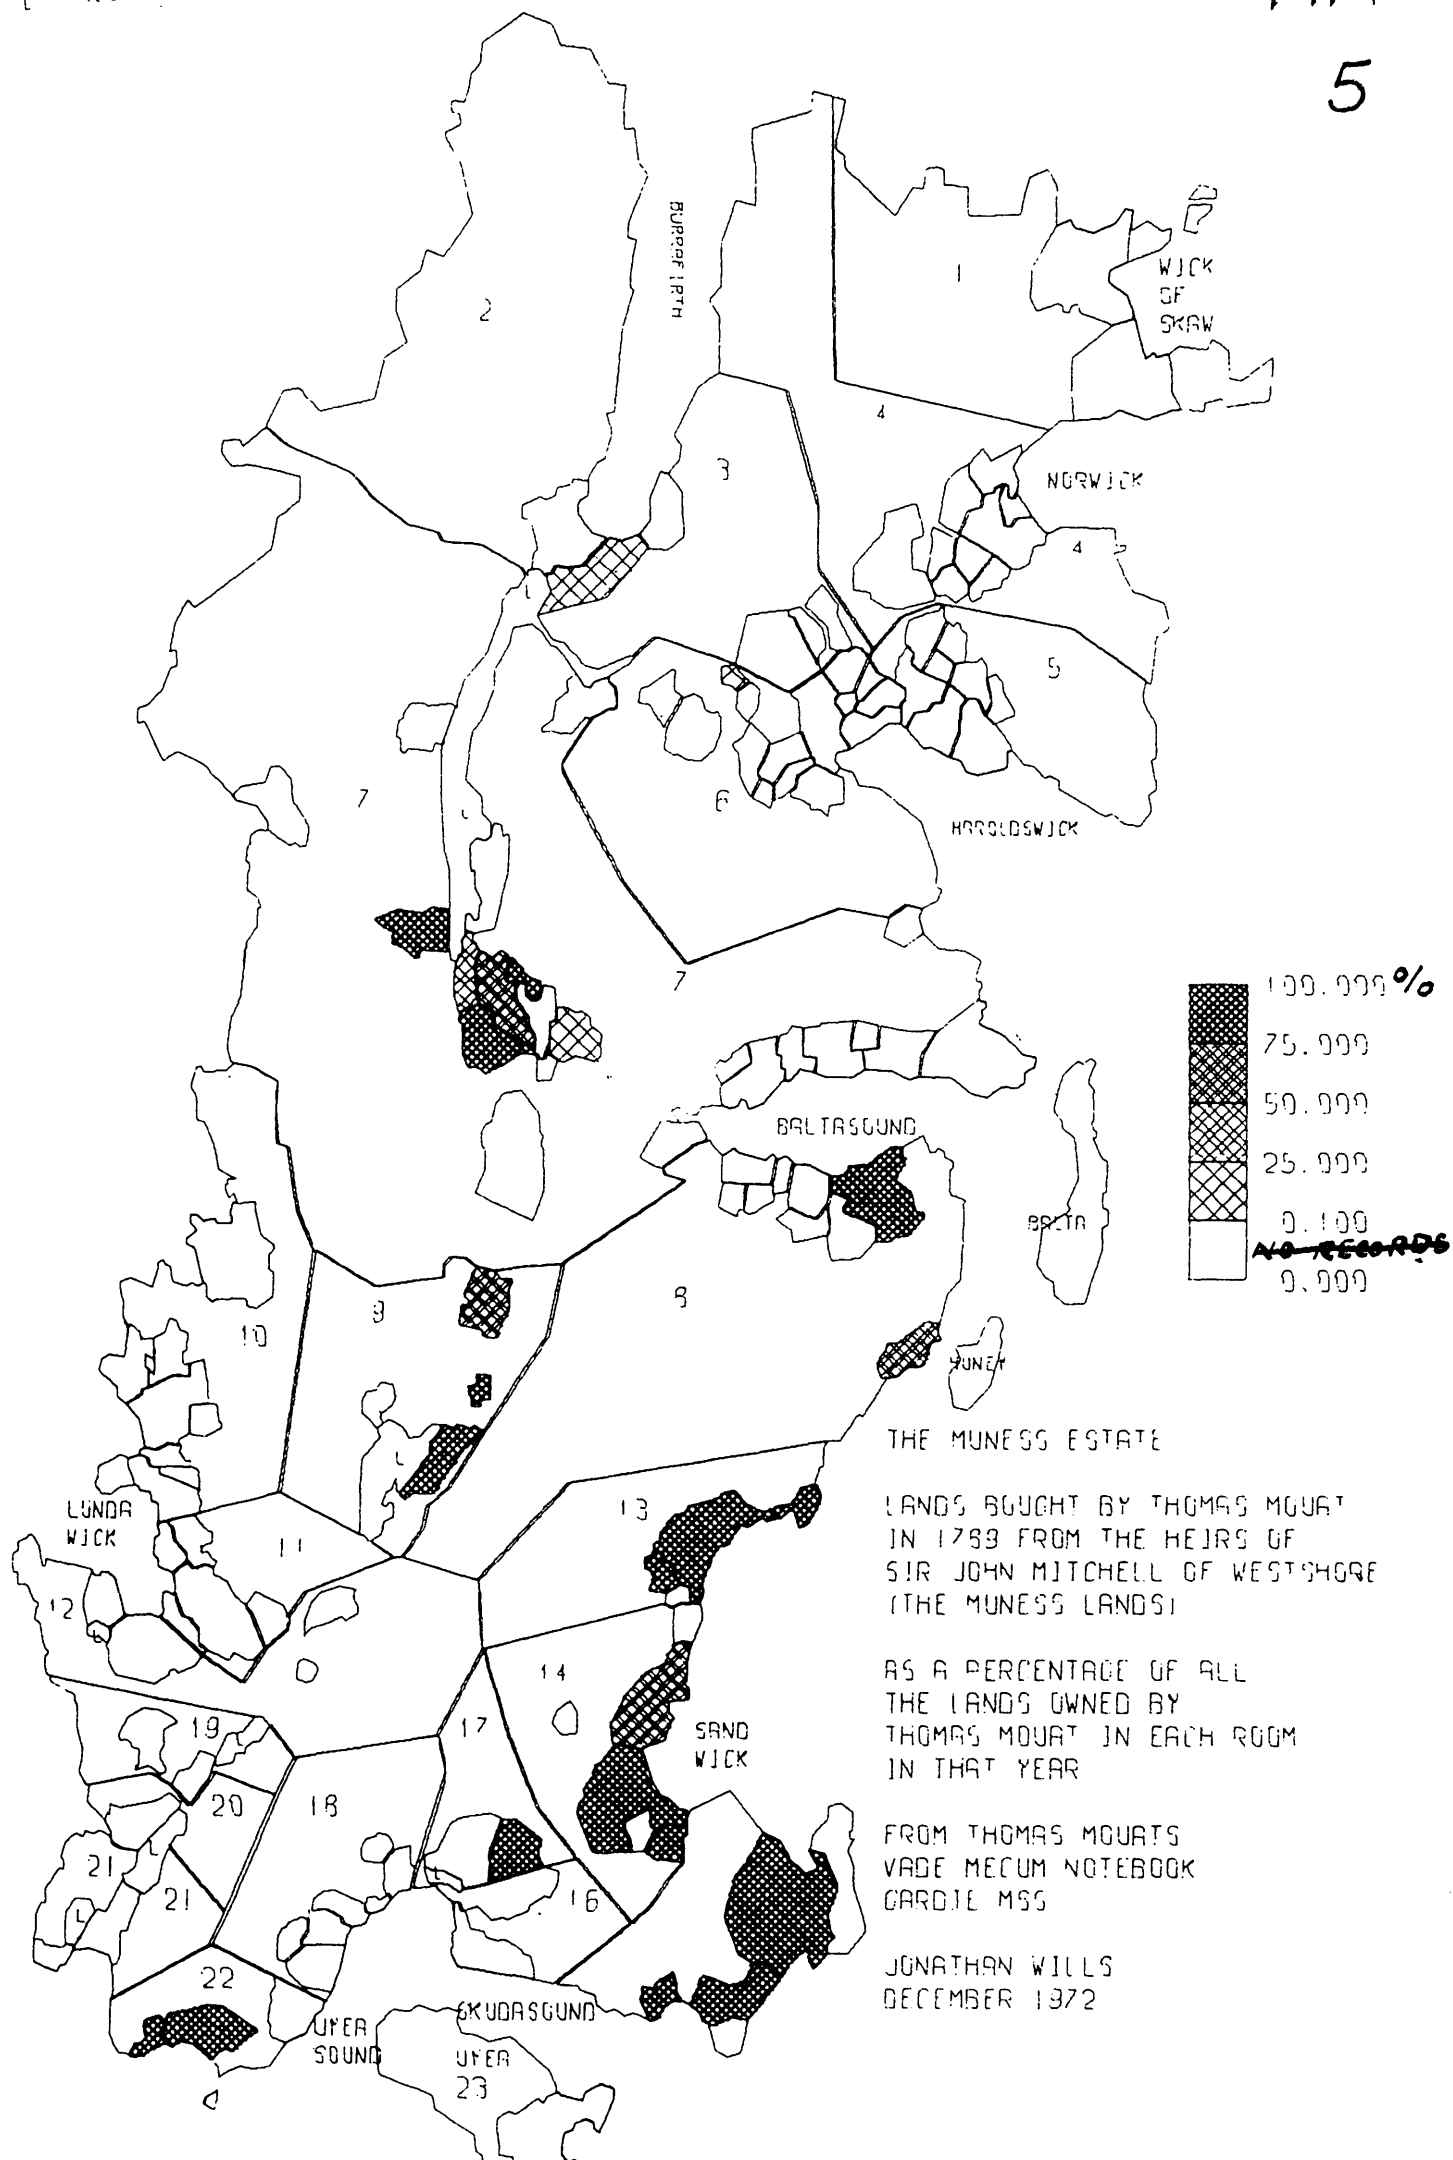 5
BURRAFIRTH
1
WICK
OF
SKAW
2
4
3
NORWICK
4
5
7
6
HAROLDSWICK
7
100.000%
75.000
50.000
25.000
0.100
NO RECORDS
0.000
BALTASOUND
BALTA
8
9
10
HUNEY
THE MUNESS ESTATE
LANDS BOUGHT BY THOMAS MOUAT
IN 1789 FROM THE HEIRS OF
SIR JOHN MITCHELL OF WESTSHORE
(THE MUNESS LANDS)
AS A PERCENTAGE OF ALL
THE LANDS OWNED BY
THOMAS MOUAT IN EACH ROOM
IN THAT YEAR
FROM THOMAS MOUATS
VADE MECUM NOTEBOOK
GARDIE MSS
JONATHAN WILLS
DECEMBER 1972
L
L
L
13
LUNDA
WICK
11
12
L
14
17
SAND
WICK
19
20
18
L
21
21
L
L
16
22
SKUDASOUND
UYEA
SOUND
UYEA
23